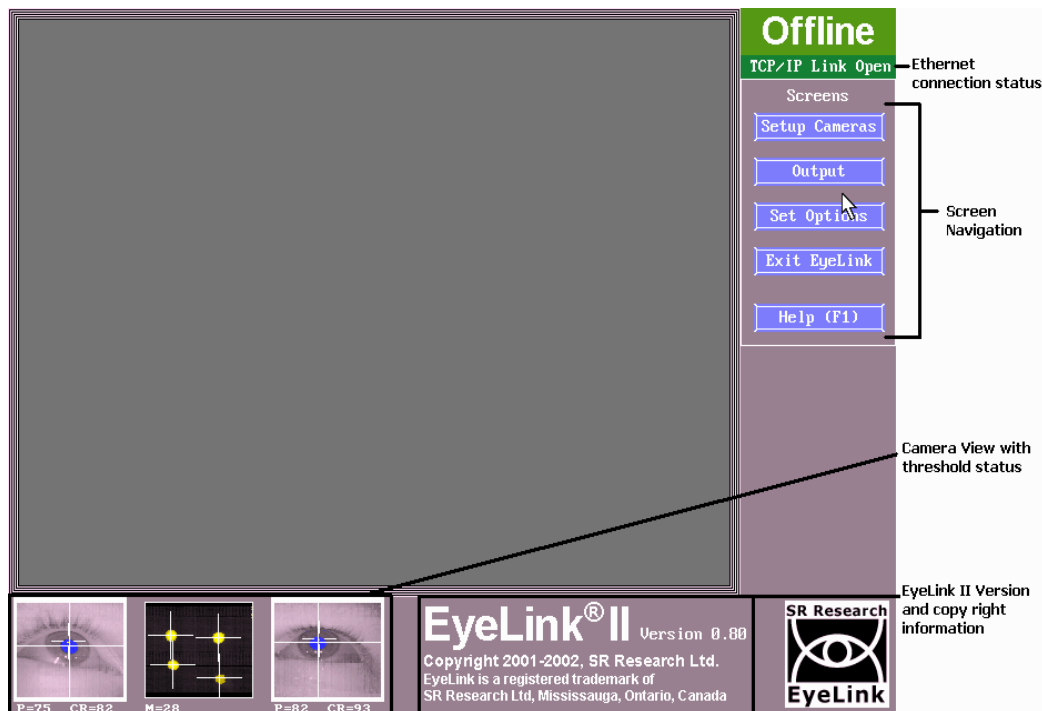 Offline
TCP/IP Link Open
Ethernet
connection status
Screens
Setup Cameras
Output
Set Options
Exit EyeLink
Help (F1)
Screen
Navigation
Camera View with
threshold status
EyeLink II Version
and copy right
information
P=75 CR=82 M=28 P=82 CR=93
EyeLink® II Version 0.80
Copyright 2001-2002, SR Research Ltd.
EyeLink is a registered trademark of
SR Research Ltd, Mississauga, Ontario, Canada
SR Research
EyeLink